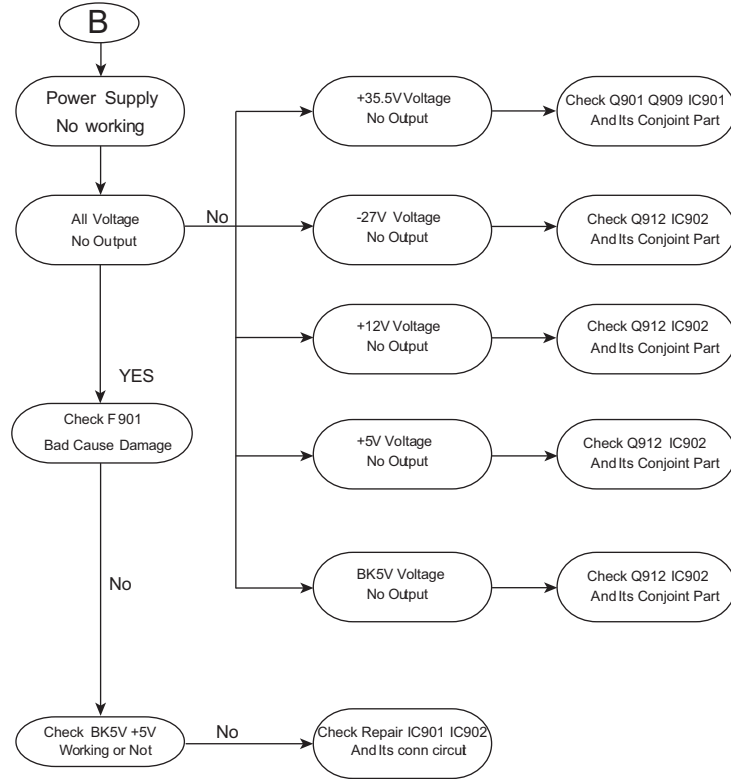 B
Power Supply
No working
All Voltage
No Output
No
YES
Check F901
Bad Cause Damage
No
Check BK5V +5V
Working or Not
No
Check Repair IC901 IC902
And Its conn circut
+35.5V Voltage
No Output
Check Q901 Q909 IC901
And Its Conjoint Part
-27V Voltage
No Output
Check Q912 IC902
And Its Conjoint Part
+12V Voltage
No Output
Check Q912 IC902
And Its Conjoint Part
+5V Voltage
No Output
Check Q912 IC902
And Its Conjoint Part
BK5V Voltage
No Output
Check Q912 IC902
And Its Conjoint Part